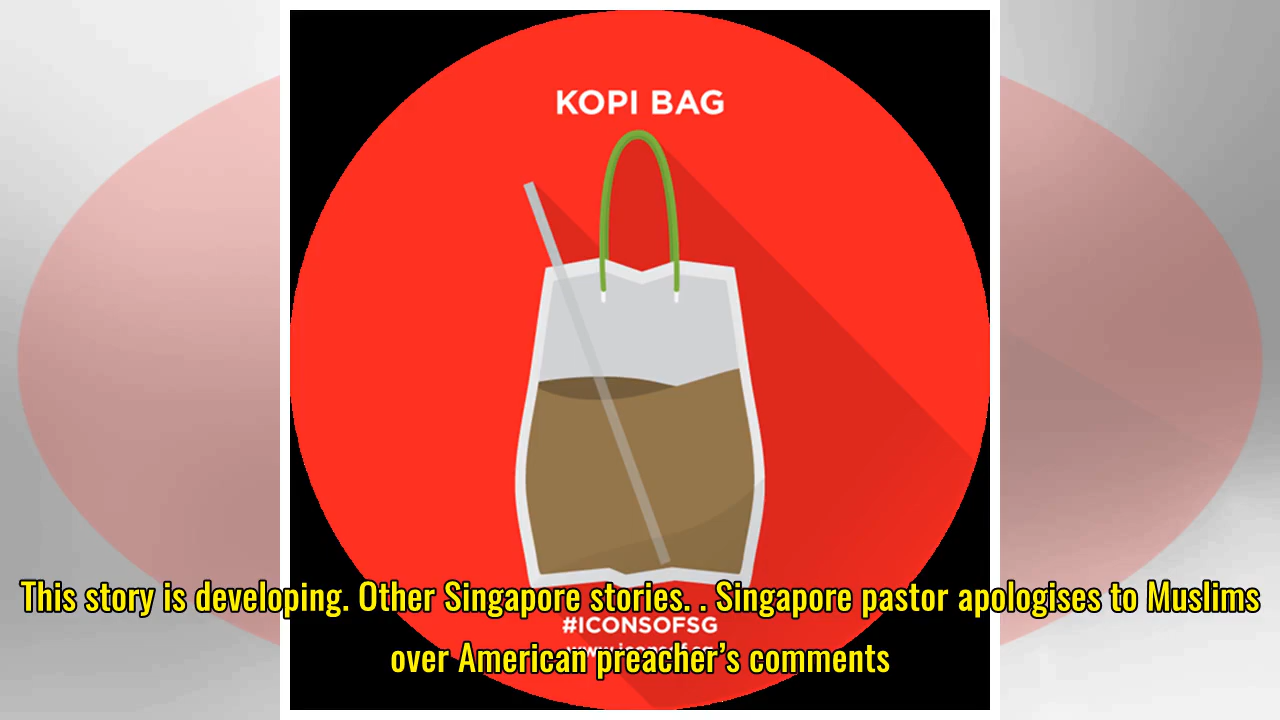 KOPI BAG
This story is developing. Other Singapore stories. . Singapore pastor apologises to Muslims
#ICONSOFSG
over American preacher’s comments